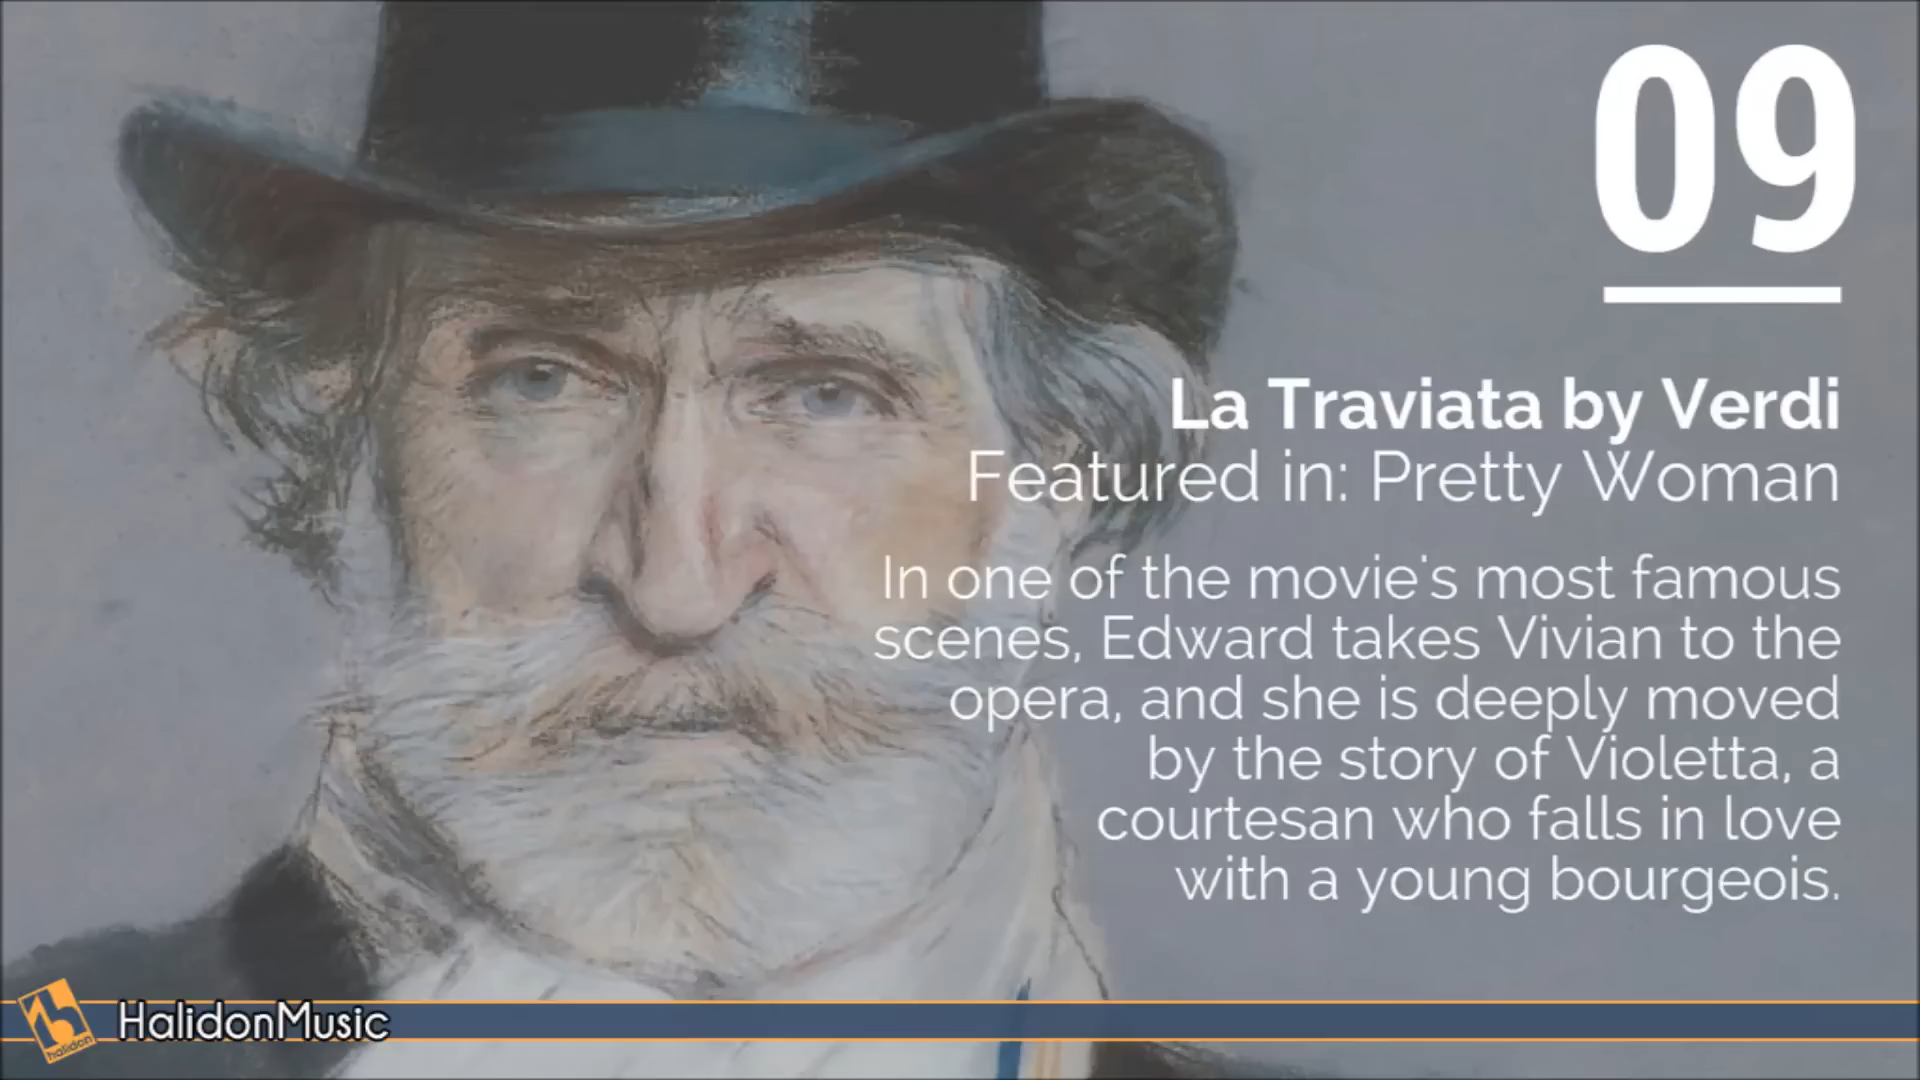 09
La Traviata by Verdi
Featured in: Pretty Woman
In one of the movie's most famous
scenes, Edward takes Vivian to the
opera, and she is deeply moved
by the story of Violetta, a
courtesan who falls in love
with a young bourgeois.
HalidonMusic
halidon